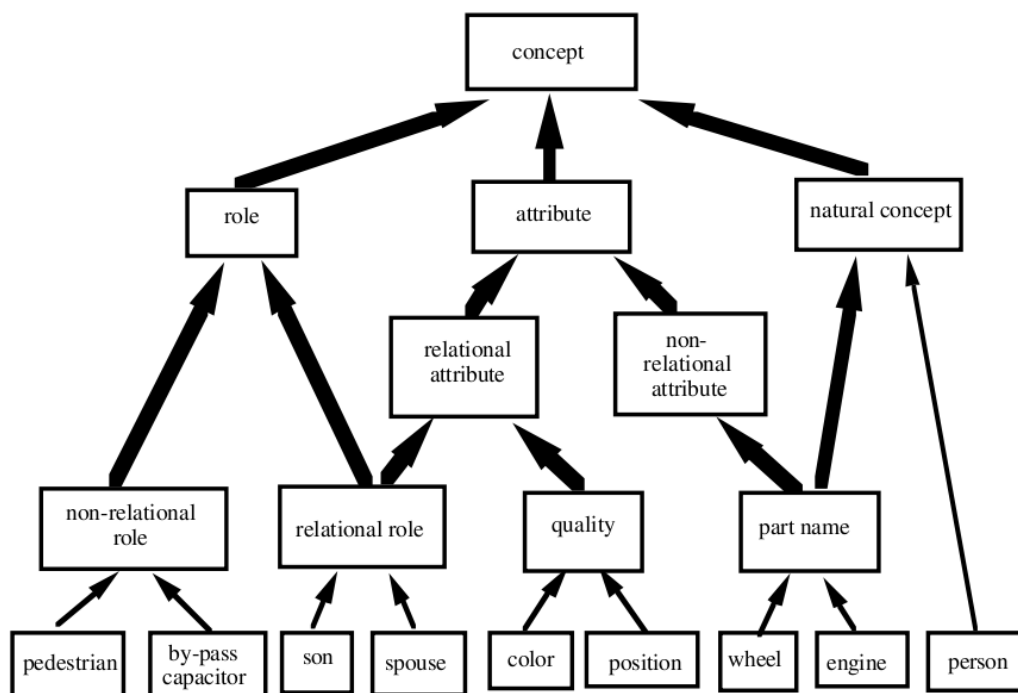 concept
role
attribute
natural concept
relational
attribute
non-
relational
attribute
non-relational
role
relational role
quality
part name
pedestrian
by-pass
capacitor
son
spouse
color
position
wheel
engine
person